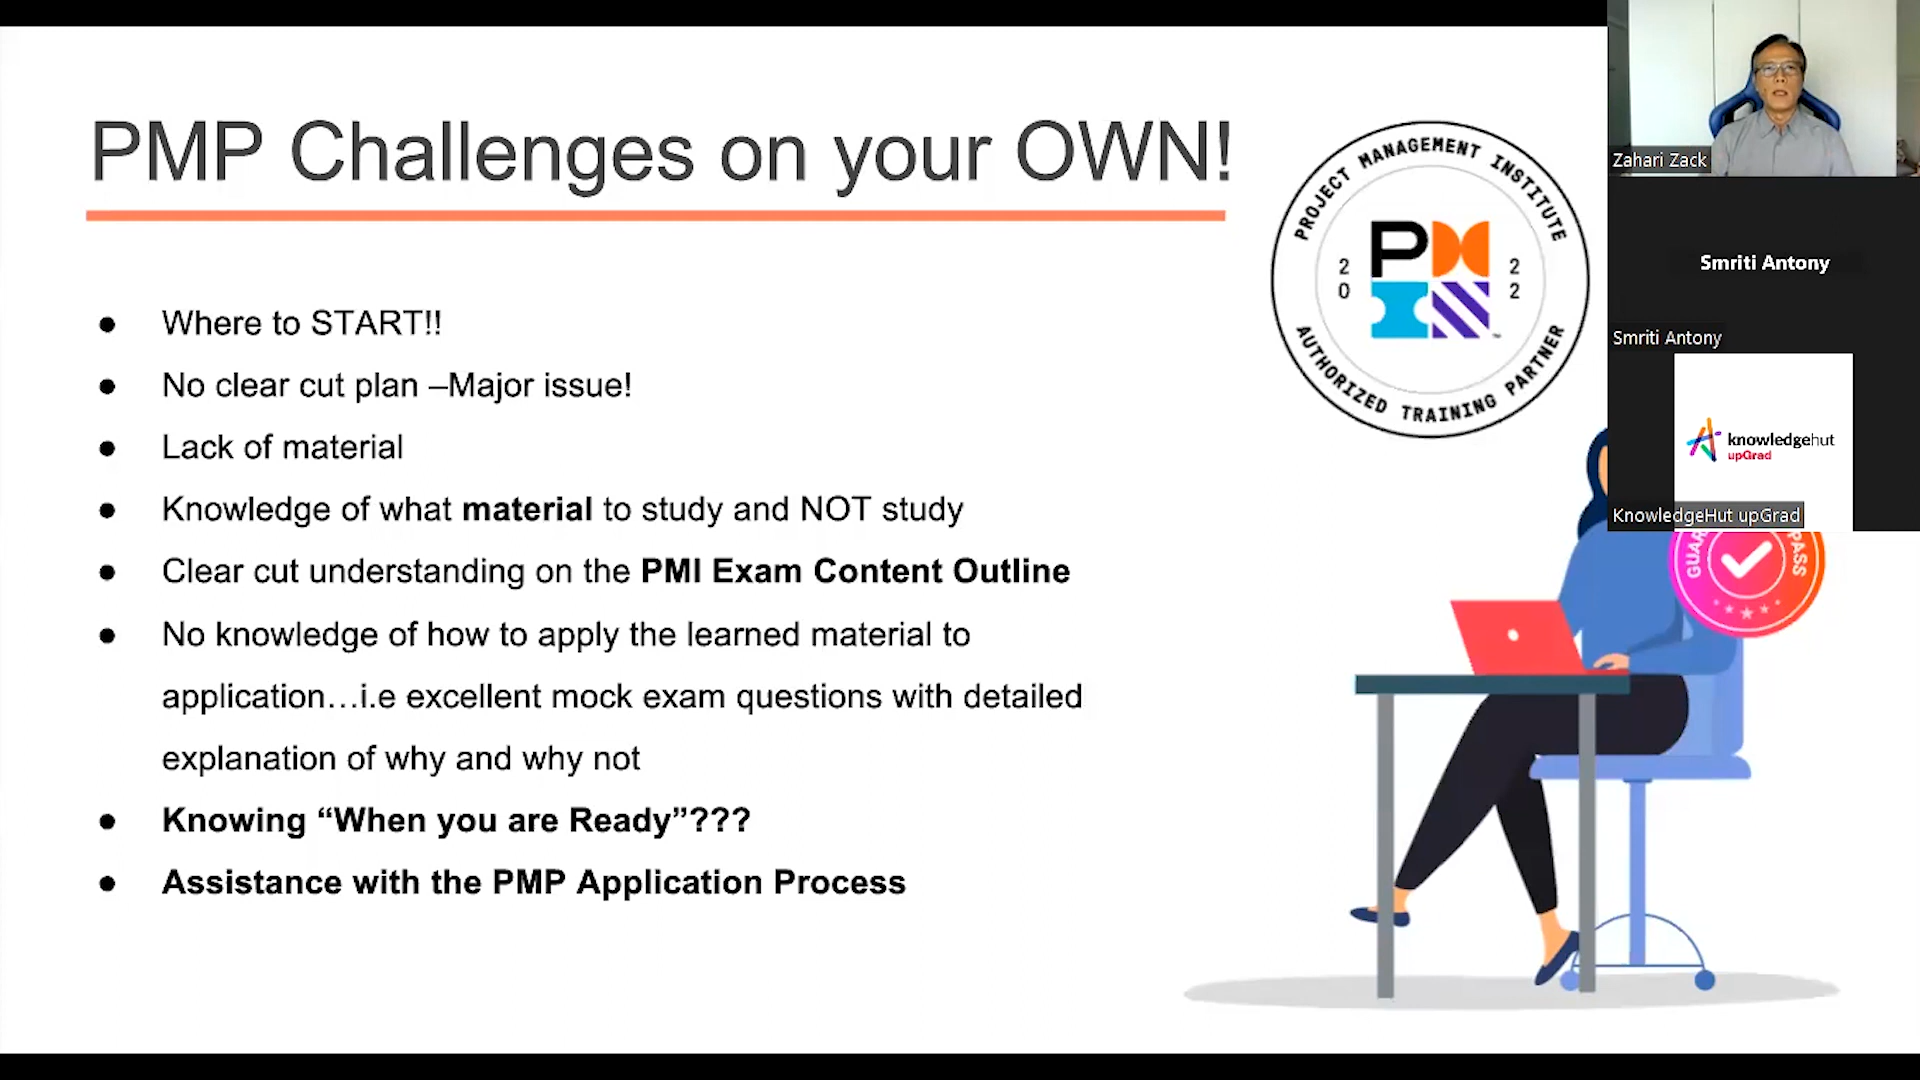 PMP Challenges on your OWN!
● Where to START!!
● No clear cut plan –Major issue!
● Lack of material
● Knowledge of what material to study and NOT study
● Clear cut understanding on the PMI Exam Content Outline
● No knowledge of how to apply the learned material to
application…i.e excellent mock exam questions with detailed
explanation of why and why not
● Knowing “When you are Ready”???
● Assistance with the PMP Application Process
PROJECT MANAGEMENT INSTITUTE
20
22
AUTHORIZED TRAINING PARTNER
Zahari Zack
Smriti Antony
Smriti Antony
knowledgehut
upGrad
KnowledgeHut upGrad
PASS